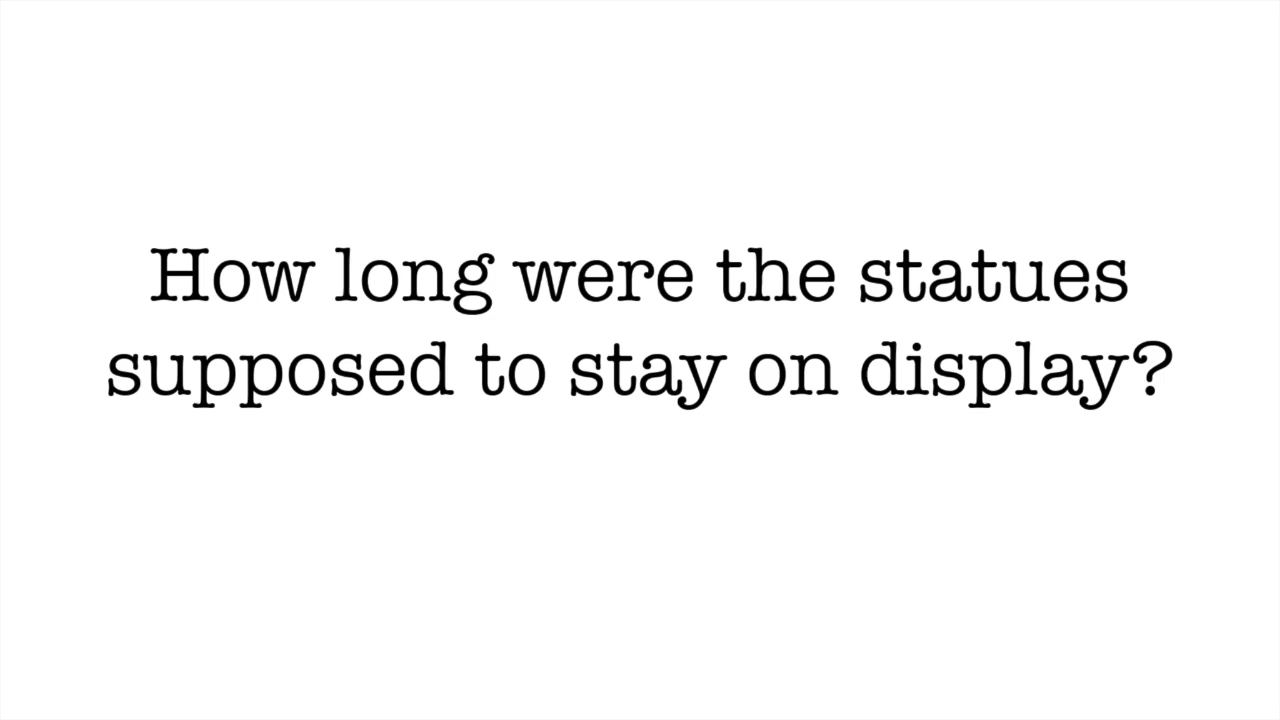 How long were the statues
supposed to stay on display?